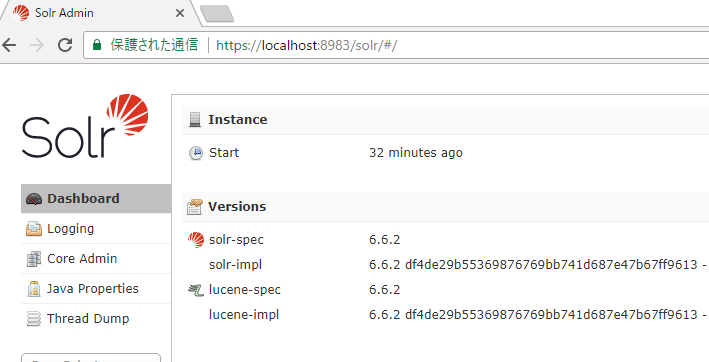 Solr Admin
保護された通信 https://localhost:8983/solr/#/
Solr
Instance
Start 32 minutes ago
Dashboard
Versions
Logging
solr-spec 6.6.2
Core Admin
solr-impl 6.6.2 df4de29b55369876769bb741d687e47b67ff9613 -
Java Properties
lucene-spec 6.6.2
Thread Dump
lucene-impl 6.6.2 df4de29b55369876769bb741d687e47b67ff9613 -